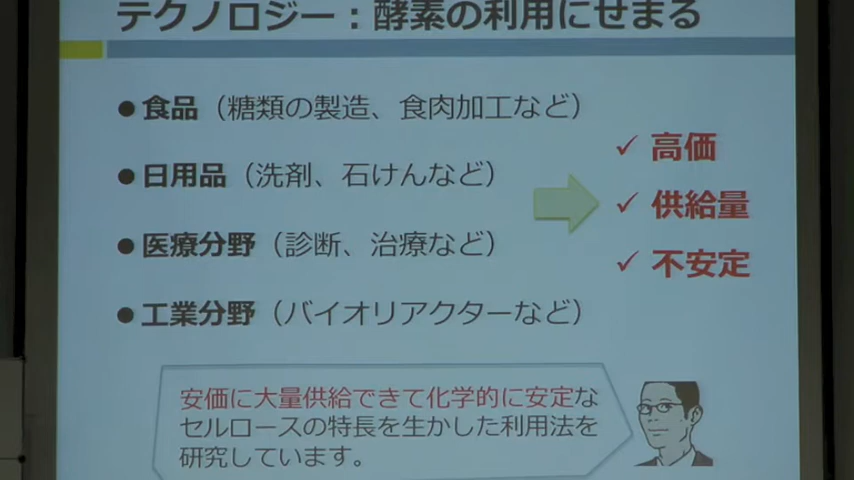 テクノロジー：酵素の利用にせまる
●食品（糖類の製造、食肉加工など）
●日用品（洗剤、石けんなど）
●医療分野（診断、治療など）
●工業分野（バイオリアクターなど）
✓ 高価
✓ 供給量
✓ 不安定
安価に大量供給できて化学的に安定な
セルロースの特長を生かした利用法を
研究しています。